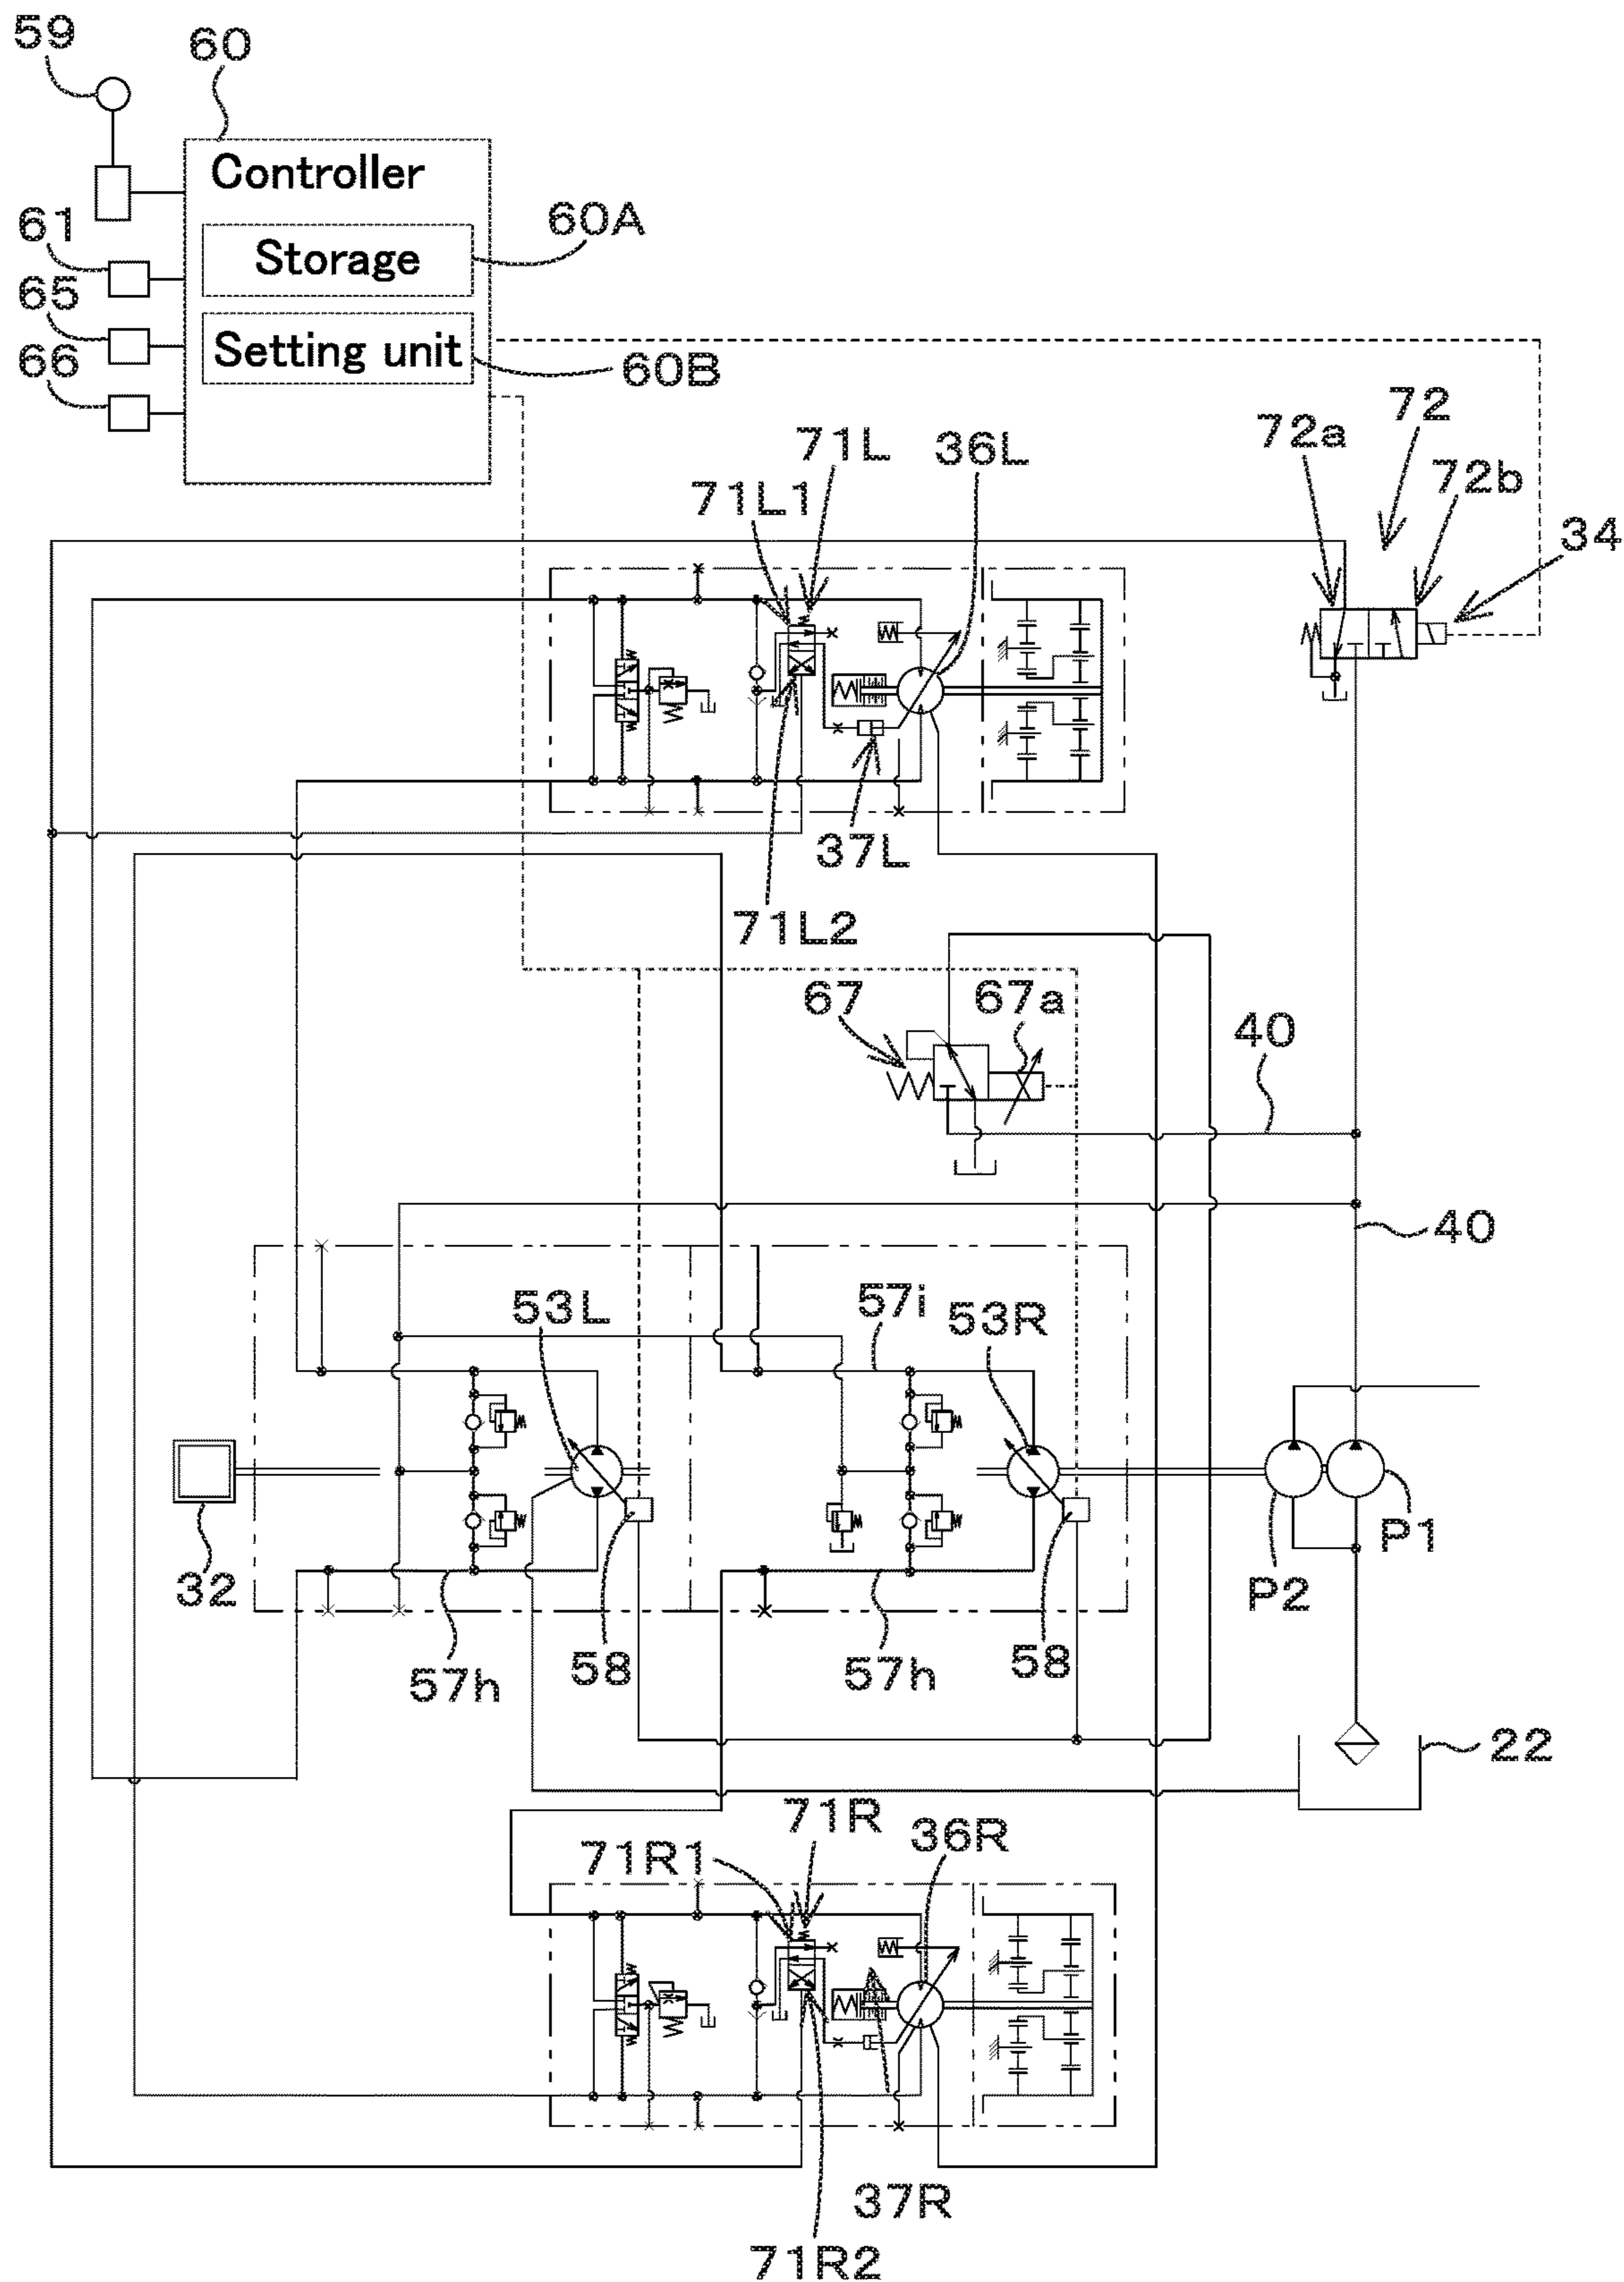 59
60
Controller
61
60A
Storage
65
Setting unit
66
60B
72
72a
71L
36L
72b
71L1
34
37L
71L2
67
67a
40
40
57i
53L
53R
P1
32
P2
58
58
57h
57h
22
71R
36R
71R1
37R
71R2